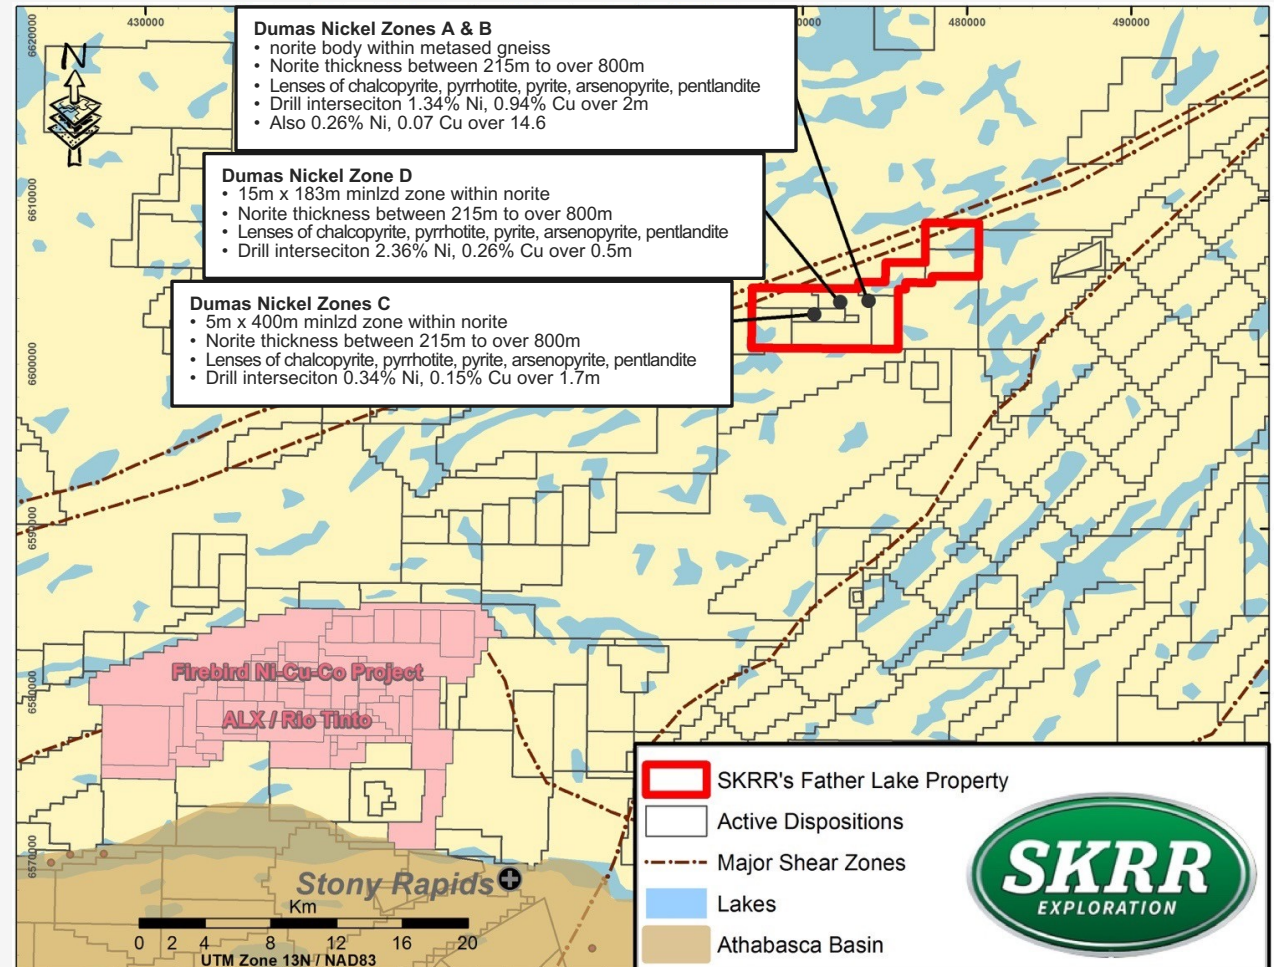 430000
480000
490000
0000
6620000
6610000
6600000
6590000
6580000
6570000
N
Dumas Nickel Zones A & B
• norite body within metased gneiss
• Norite thickness between 215m to over 800m
• Lenses of chalcopyrite, pyrrhotite, pyrite, arsenopyrite, pentlandite
• Drill interseciton 1.34% Ni, 0.94% Cu over 2m
• Also 0.26% Ni, 0.07 Cu over 14.6
Dumas Nickel Zone D
• 15m x 183m minlzd zone within norite
• Norite thickness between 215m to over 800m
• Lenses of chalcopyrite, pyrrhotite, pyrite, arsenopyrite, pentlandite
• Drill interseciton 2.36% Ni, 0.26% Cu over 0.5m
Dumas Nickel Zones C
• 5m x 400m minlzd zone within norite
• Norite thickness between 215m to over 800m
• Lenses of chalcopyrite, pyrrhotite, pyrite, arsenopyrite, pentlandite
• Drill interseciton 0.34% Ni, 0.15% Cu over 1.7m
Firebird Ni-Cu-Co Project
ALX / Rio Tinto
Stony Rapids
Km
0 2 4 8 12 16 20
UTM Zone 13N / NAD83
SKRR's Father Lake Property
Active Dispositions
Major Shear Zones
Lakes
Athabasca Basin
SKRR
EXPLORATION